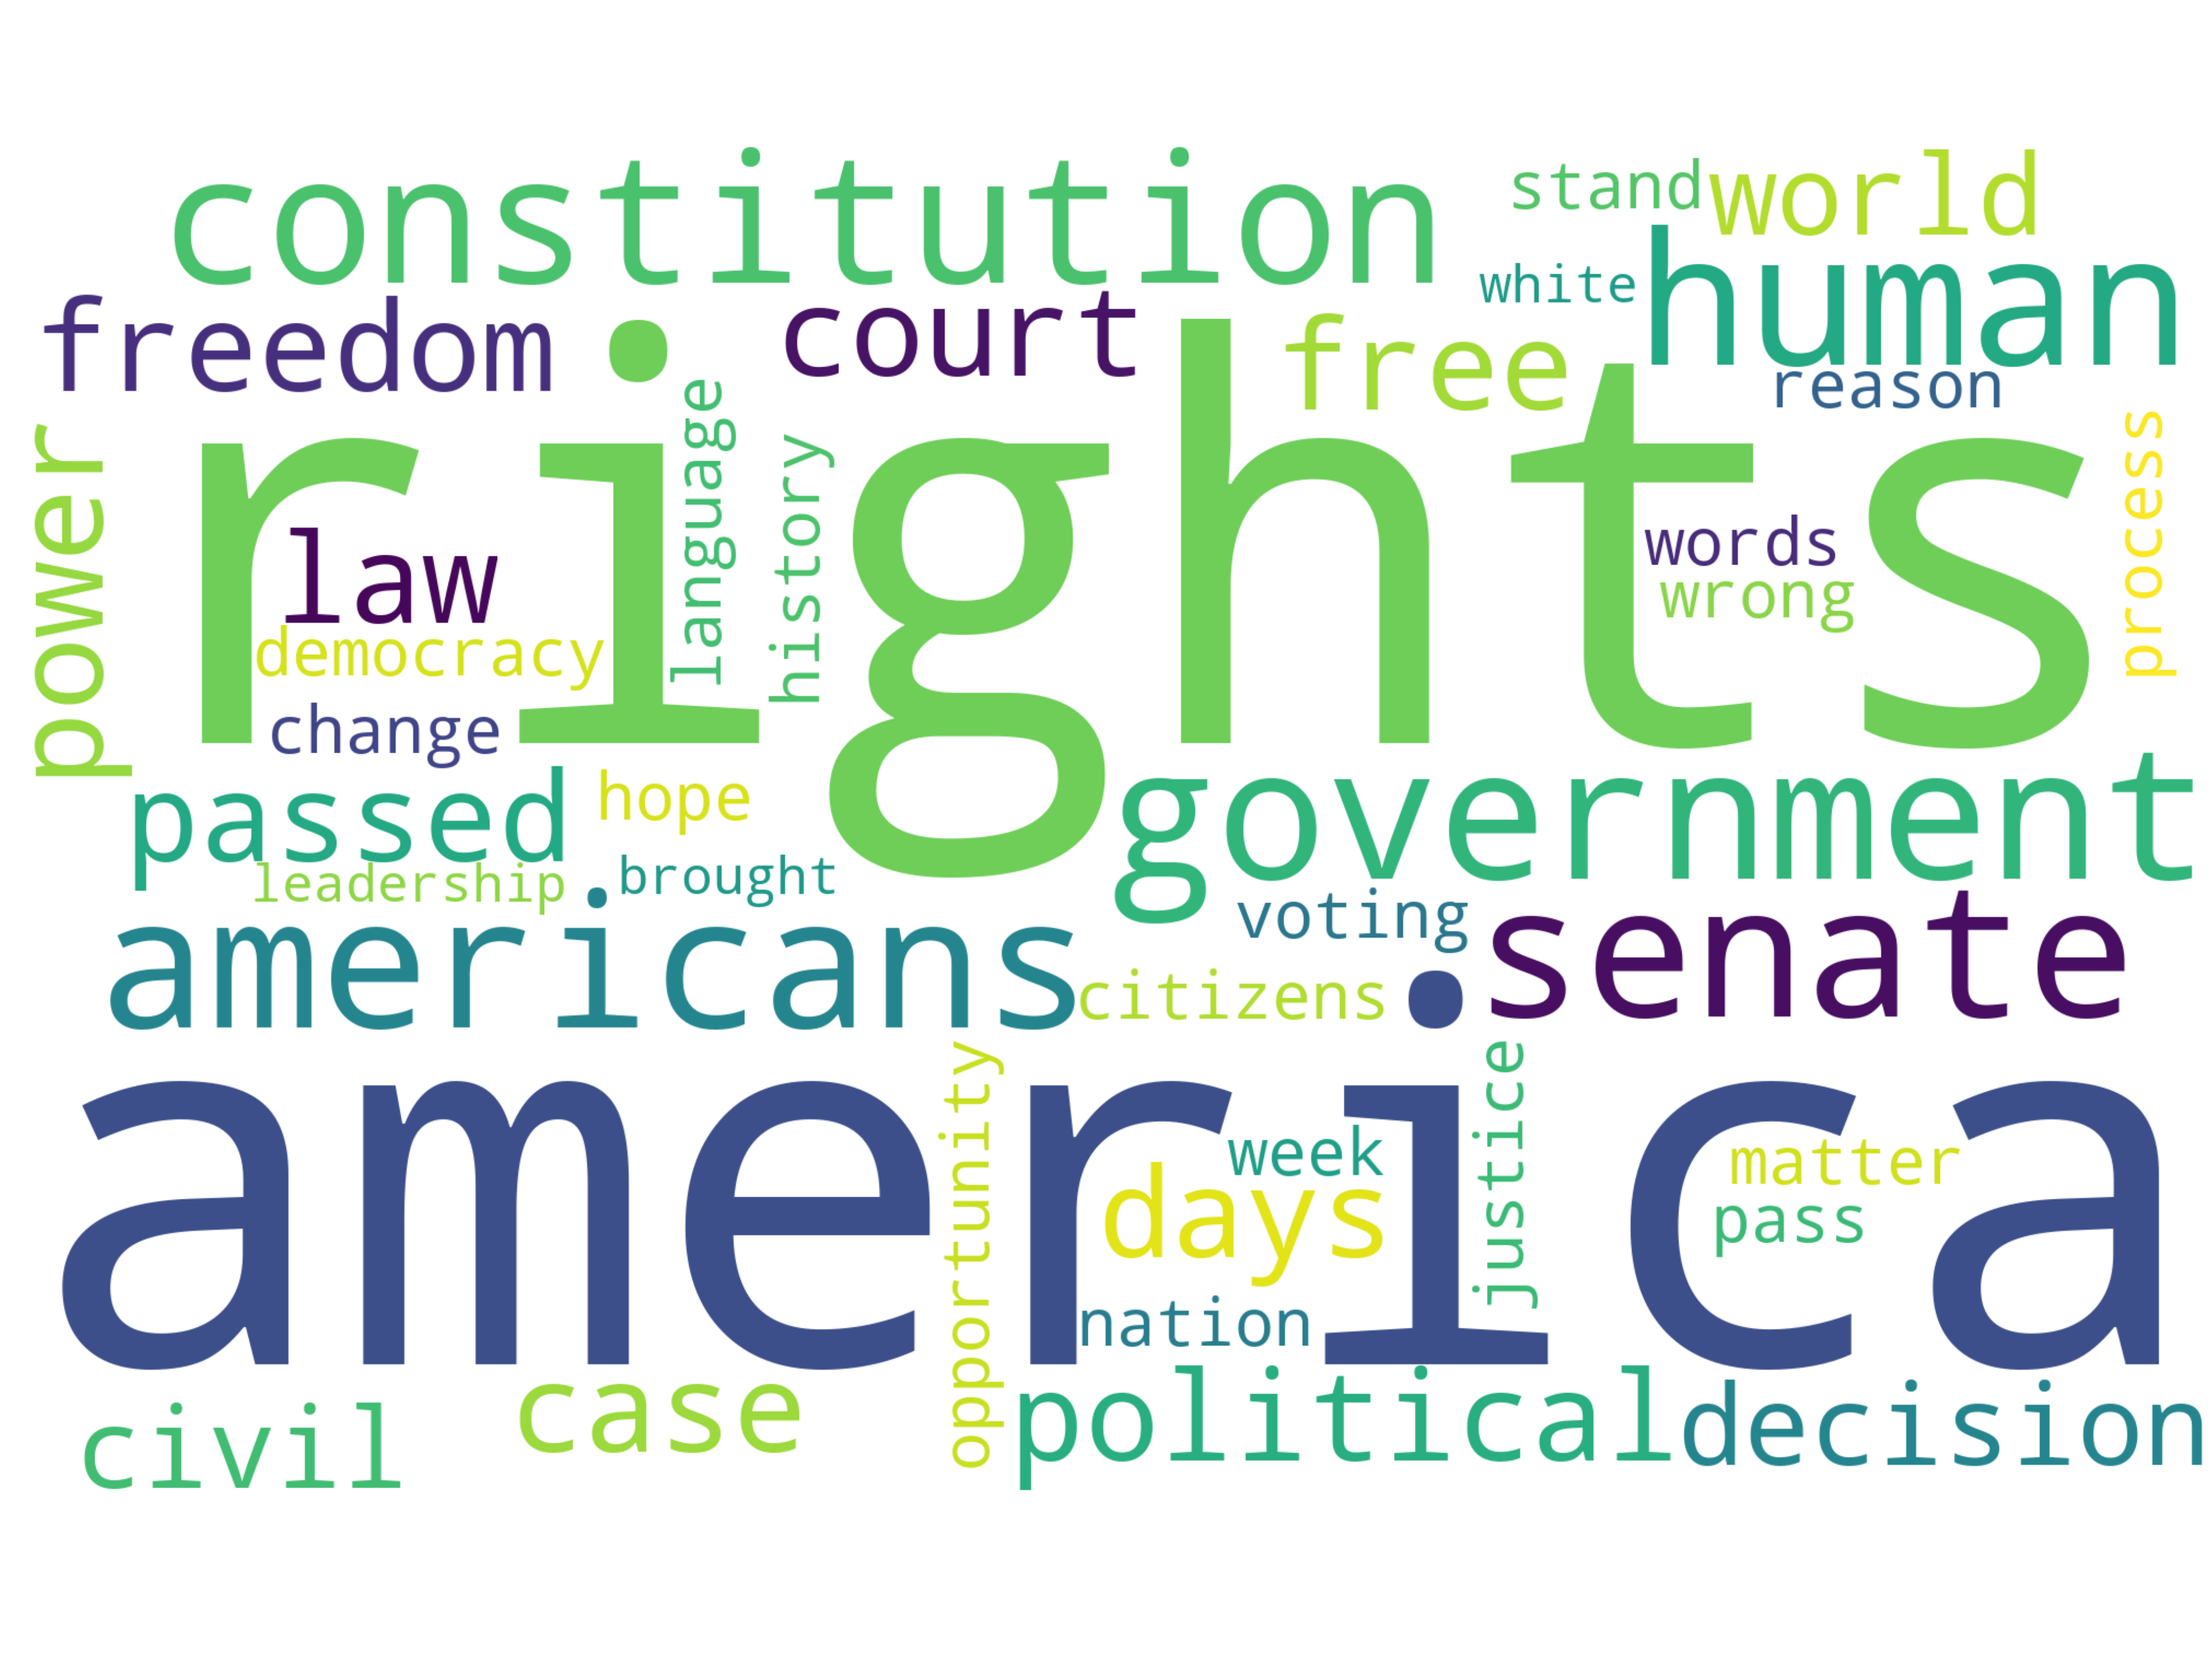 constitution
stand
world
white
human
freedom
court
free
reason
power
rights
language
history
process
law
words
wrong
democracy
change
passed
hope
government
leadership
brought
voting
senate
americans
citizens
america
opportunity
justice
week
days
matter
pass
nation
civil
case
political
decision